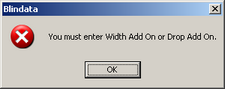 Blindata
You must enter Width Add On or Drop Add On.
OK